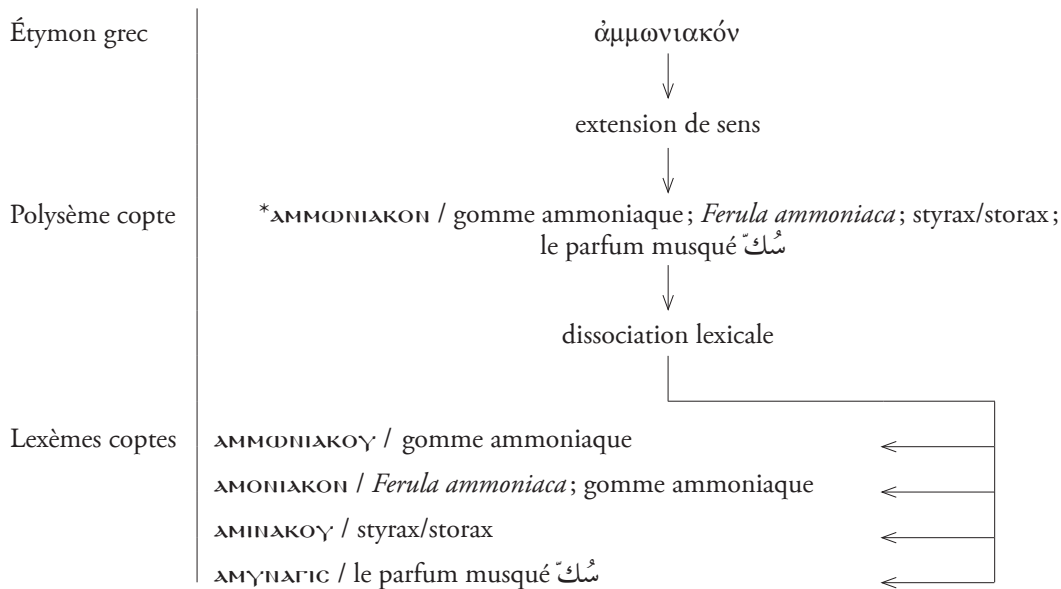 Étymon grec ἀμμωνιακόν
extension de sens
Polysème copte *ⲁⲙⲙⲱⲛⲓⲁⲕⲟⲛ / gomme ammoniaque ; Ferula ammoniaca ; styrax/storax ;
le parfum musqué سُكّ
dissociation lexicale
Lexèmes coptes ⲁⲙⲙⲱⲛⲓⲁⲕⲟⲩ / gomme ammoniaque
ⲁⲙⲟⲛⲓⲁⲕⲟⲛ / Ferula ammoniaca ; gomme ammoniaque
ⲁⲙⲓⲛⲁⲕⲟⲩ / styrax/storax
ⲁⲙⲩⲛⲁⲅⲓⲥ / le parfum musqué سُكّ